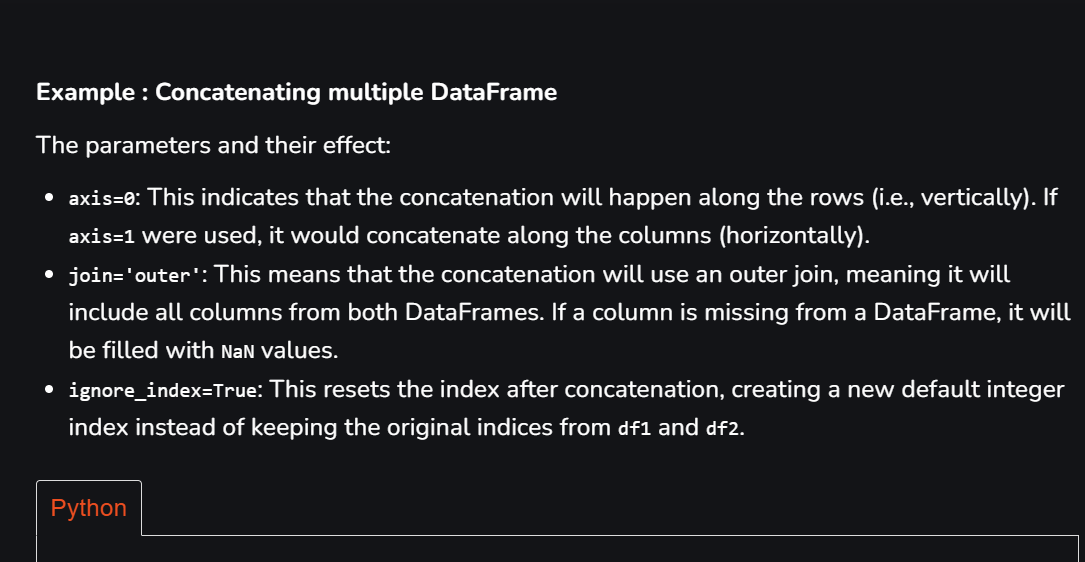 Example : Concatenating multiple DataFrame
The parameters and their effect:
• axis=0: This indicates that the concatenation will happen along the rows (i.e., vertically). If
axis=1 were used, it would concatenate along the columns (horizontally).
• join='outer': This means that the concatenation will use an outer join, meaning it will
include all columns from both DataFrames. If a column is missing from a DataFrame, it will
be filled with NaN values.
• ignore_index=True: This resets the index after concatenation, creating a new default integer
index instead of keeping the original indices from df1 and df2.
Python